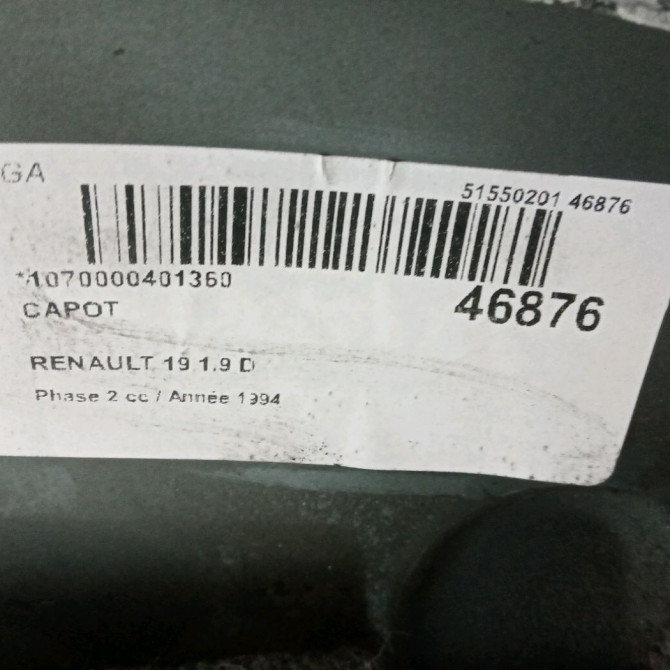 GA
51550201 46876
*1070000401360
46876
CAPOT
RENAULT 19 1.9 D
Phase 2 cc / Année 1994